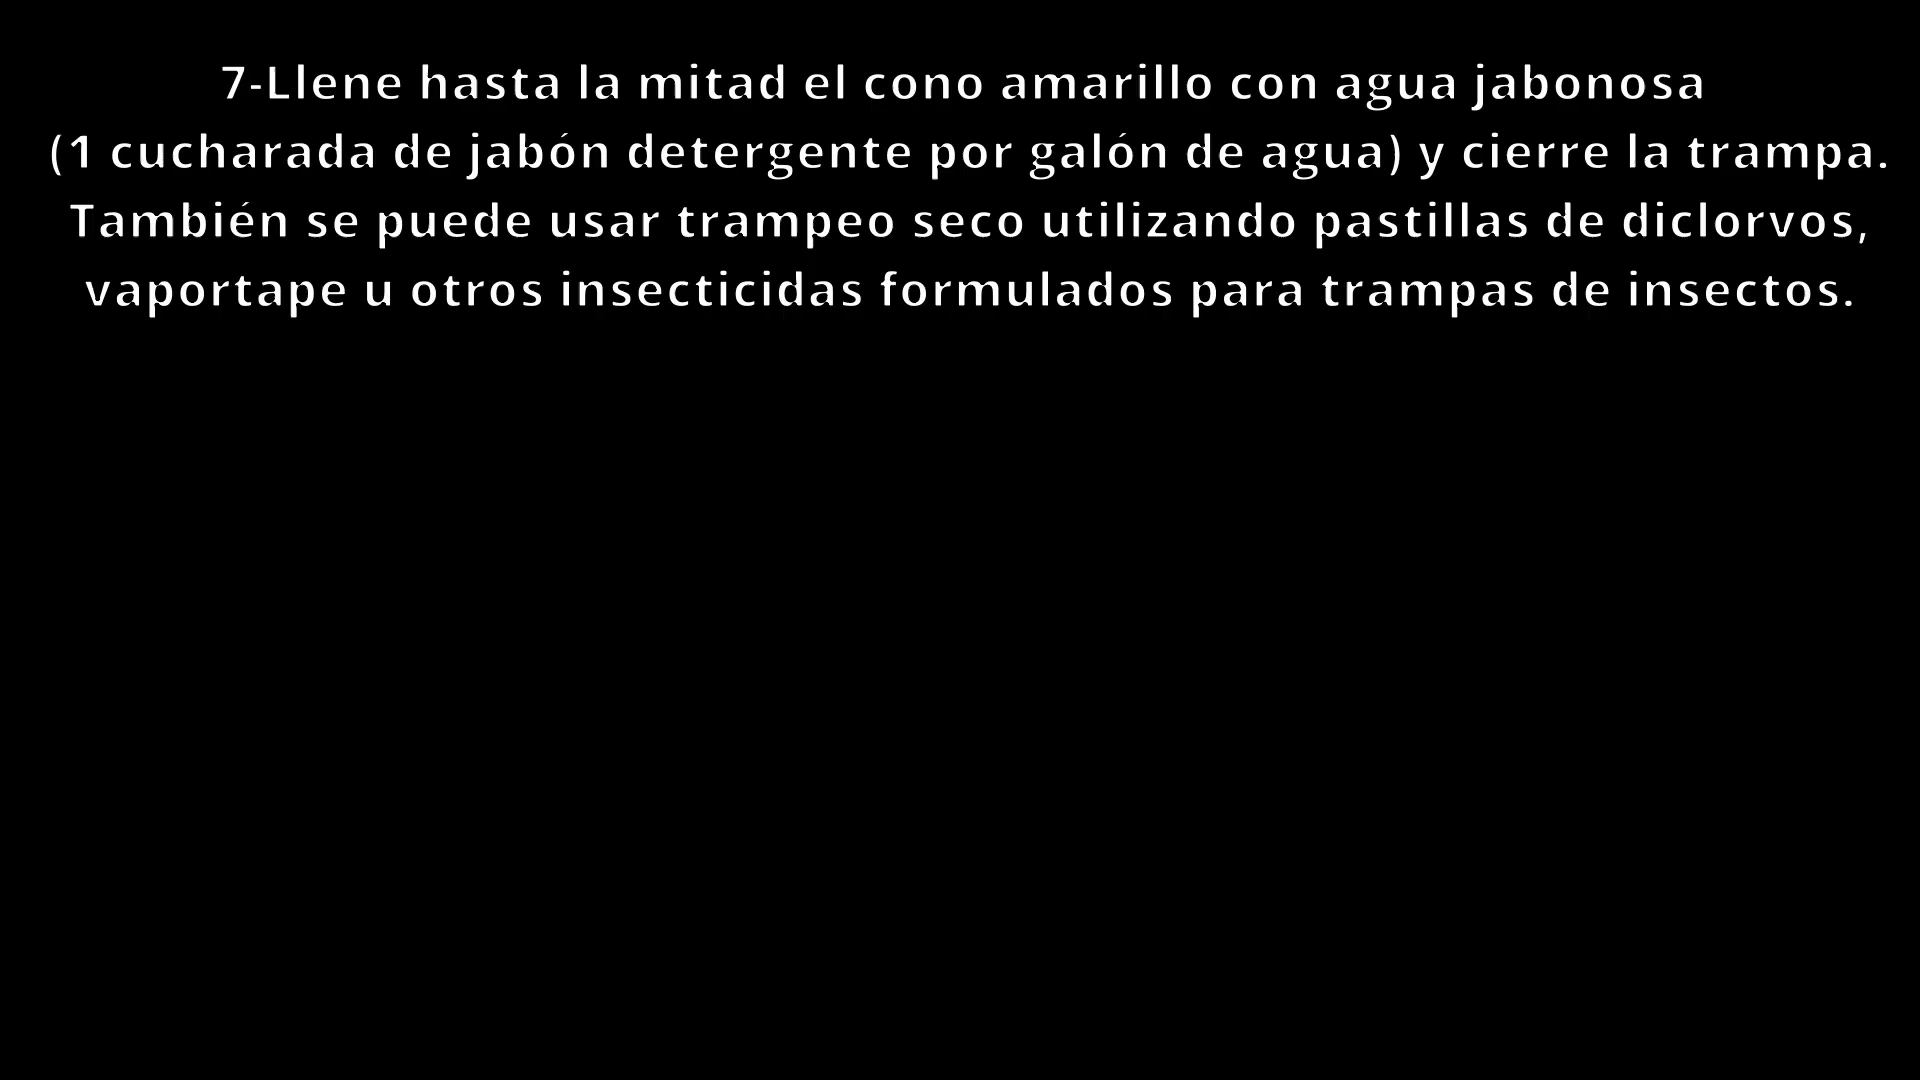 7-Llene hasta la mitad el cono amarillo con agua jabonosa
(1 cucharada de jabón detergente por galón de agua) y cierre la trampa.
También se puede usar trampeo seco utilizando pastillas de diclorvos,
vaportape u otros insecticidas formulados para trampas de insectos.